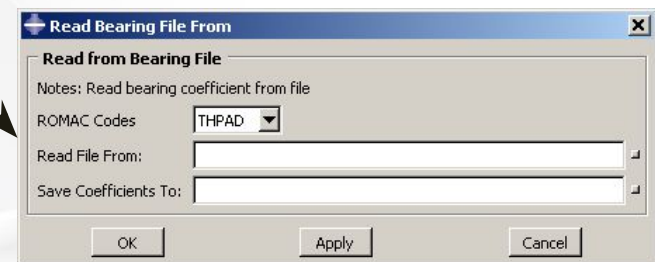 Read Bearing File From
Read from Bearing File
Notes: Read bearing coefficient from file
ROMAC Codes THPAD
Read File From:
Save Coefficients To:
OK Apply Cancel